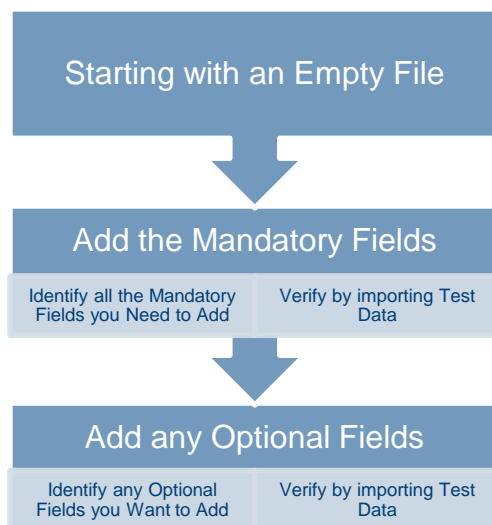 Starting with an Empty File
Add the Mandatory Fields
Identify all the Mandatory
Fields you Need to Add
Verify by importing Test
Data
Add any Optional Fields
Identify any Optional
Fields you Want to Add
Verify by importing Test
Data